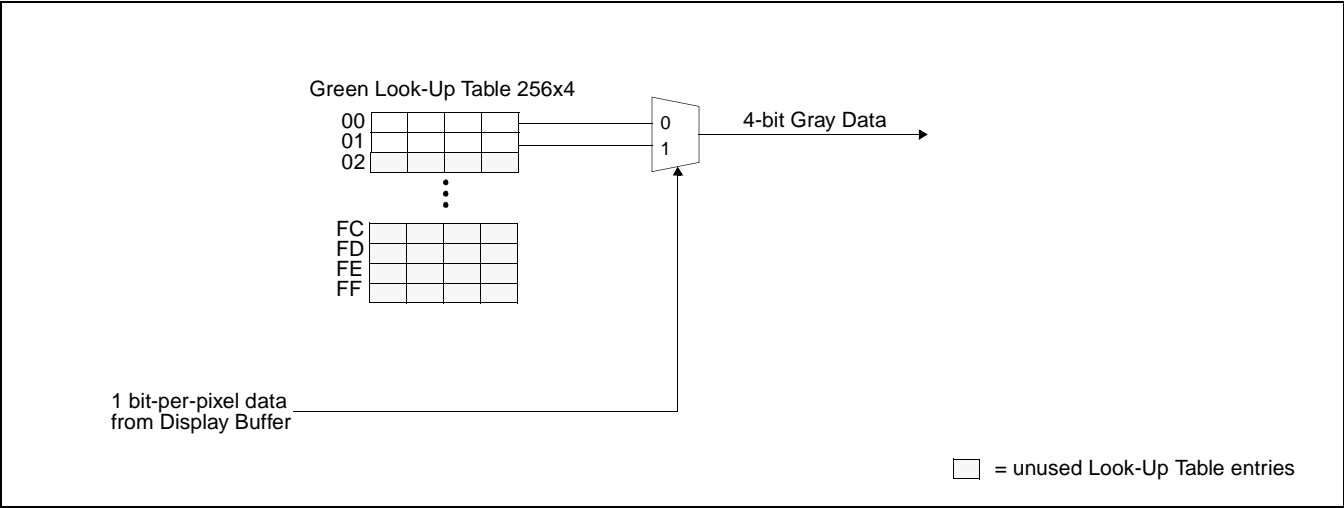 Green Look-Up Table 256x4
00
01
02
0
1
4-bit Gray Data
FC
FD
FE
FF
1 bit-per-pixel data
from Display Buffer
= unused Look-Up Table entries